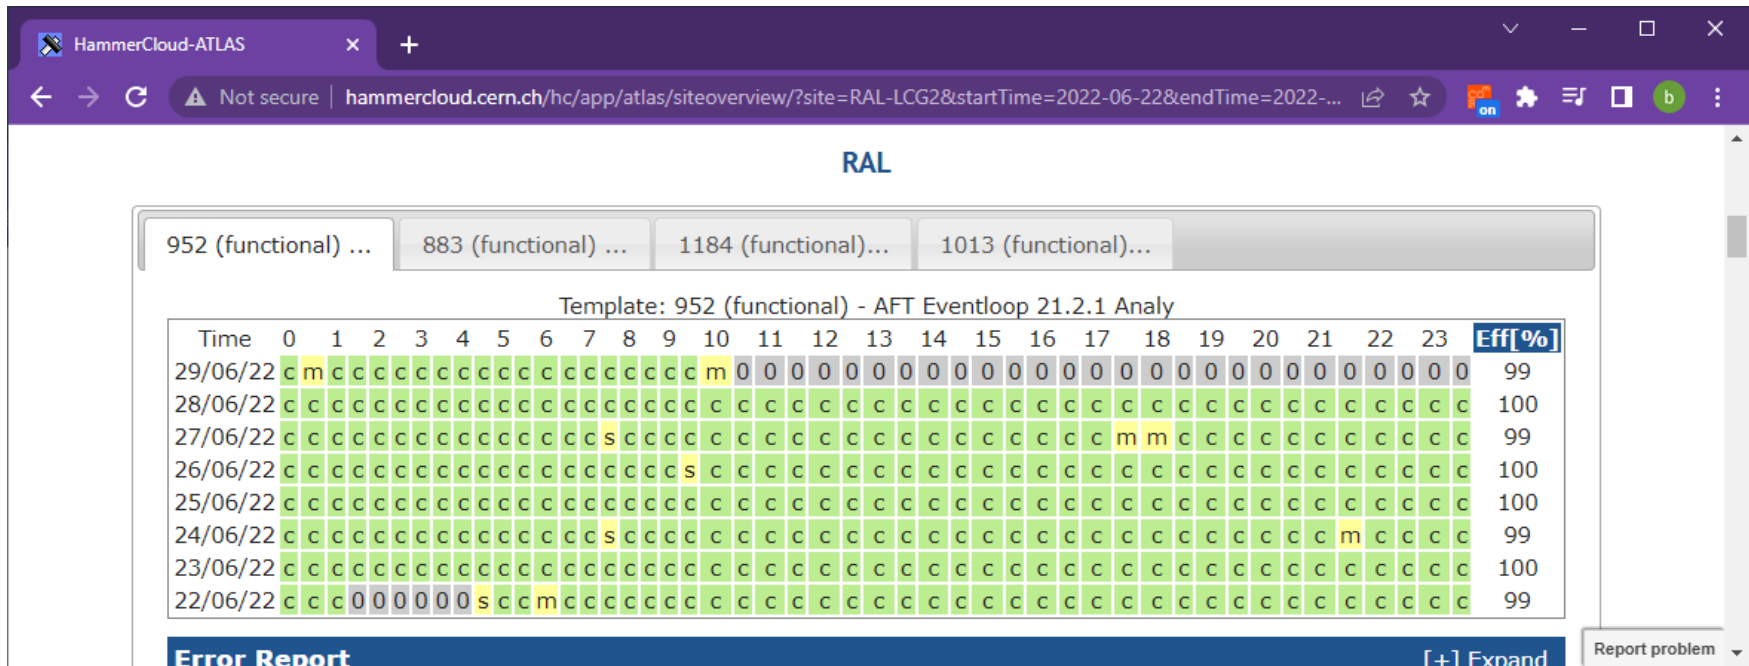 HammerCloud-ATLAS
Not secure | hammercloud.cern.ch/hc/app/atlas/siteoverview/?site=RAL-LCG2&startTime=2022-06-22&endTime=2022-...
on
b
RAL
952 (functional) ... 883 (functional) ... 1184 (functional)... 1013 (functional)...
Template: 952 (functional) - AFT Eventloop 21.2.1 Analy
Time 0 1 2 3 4 5 6 7 8 9 10 11 12 13 14 15 16 17 18 19 20 21 22 23 Eff[%]
29/06/22 c m c c c c c c c c c c c c c c c c c c m 0 0 0 0 0 0 0 0 0 0 0 0 0 0 0 0 0 0 0 0 0 0 0 0 0 0 0 99
28/06/22 c c c c c c c c c c c c c c c c c c c c c c c c c c c c c c c c c c c c c c c c c c c c c c c c 100
27/06/22 c c c c c c c c c c c c c c c s c c c c c c c c c c c c c c c c c c c m m c c c c c c c c c c c 99
26/06/22 c c c c c c c c c c c c c c c c c c c s c c c c c c c c c c c c c c c c c c c c c c c c c c c c 100
25/06/22 c c c c c c c c c c c c c c c c c c c c c c c c c c c c c c c c c c c c c c c c c c c c c c c c 100
24/06/22 c c c c c c c c c c c c c c c s c c c c c c c c c c c c c c c c c c c c c c c c c c c m c c c c 99
23/06/22 c c c c c c c c c c c c c c c c c c c c c c c c c c c c c c c c c c c c c c c c c c c c c c c c 100
22/06/22 c c c 0 0 0 0 0 0 s c c m c c c c c c c c c c c c c c c c c c c c c c c c c c c c c c c c c c c 99
Error Report [+] Expand
Report problem